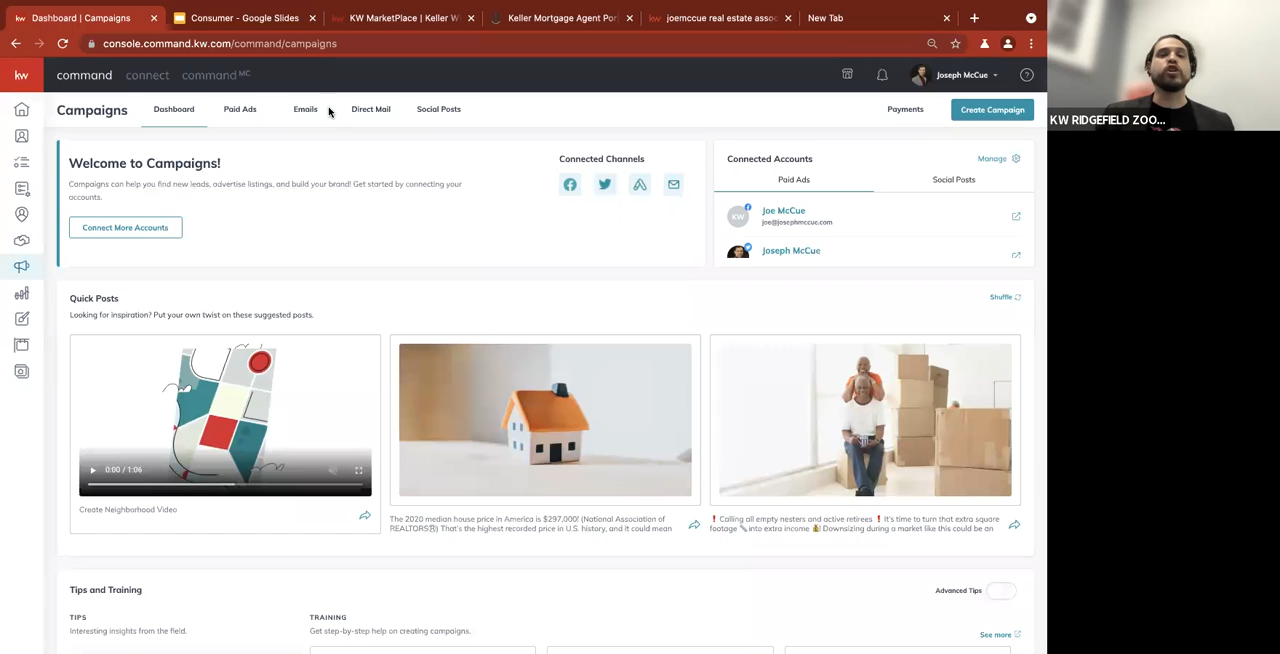 Dashboard | Campaigns
Consumer - Google Slides
KW MarketPlace | Keller W
Keller Mortgage Agent Por
joemccue real estate assoc
New Tab
console.command.kw.com/command/campaigns
kw
command
connect
command MC
Joseph McCue
Campaigns
Dashboard
Paid Ads
Emails
Direct Mail
Social Posts
Payments
Create Campaign
KW RIDGEFIELD ZOO...
Welcome to Campaigns!
Campaigns can help you find new leads, advertise listings, and build your brand! Get started by connecting your
accounts.
Connect More Accounts
Connected Channels
Connected Accounts
Manage
Paid Ads
Social Posts
KW
Joe McCue
joe@josephmccue.com
Joseph McCue
Quick Posts
Shuffle
Looking for inspiration? Put your own twist on these suggested posts.
0:00 / 1:06
Create Neighborhood Video
The 2020 median house price in America is $297,000! (National Association of
REALTORS®) That's the highest recorded price in U.S. history, and it could mean
❗ Calling all empty nesters and active retirees ❗ It's time to turn that extra square
footage 📏 into extra income 💰 Downsizing during a market like this could be an
Tips and Training
Advanced Tips
TIPS
Interesting insights from the field.
TRAINING
Get step-by-step help on creating campaigns.
See more